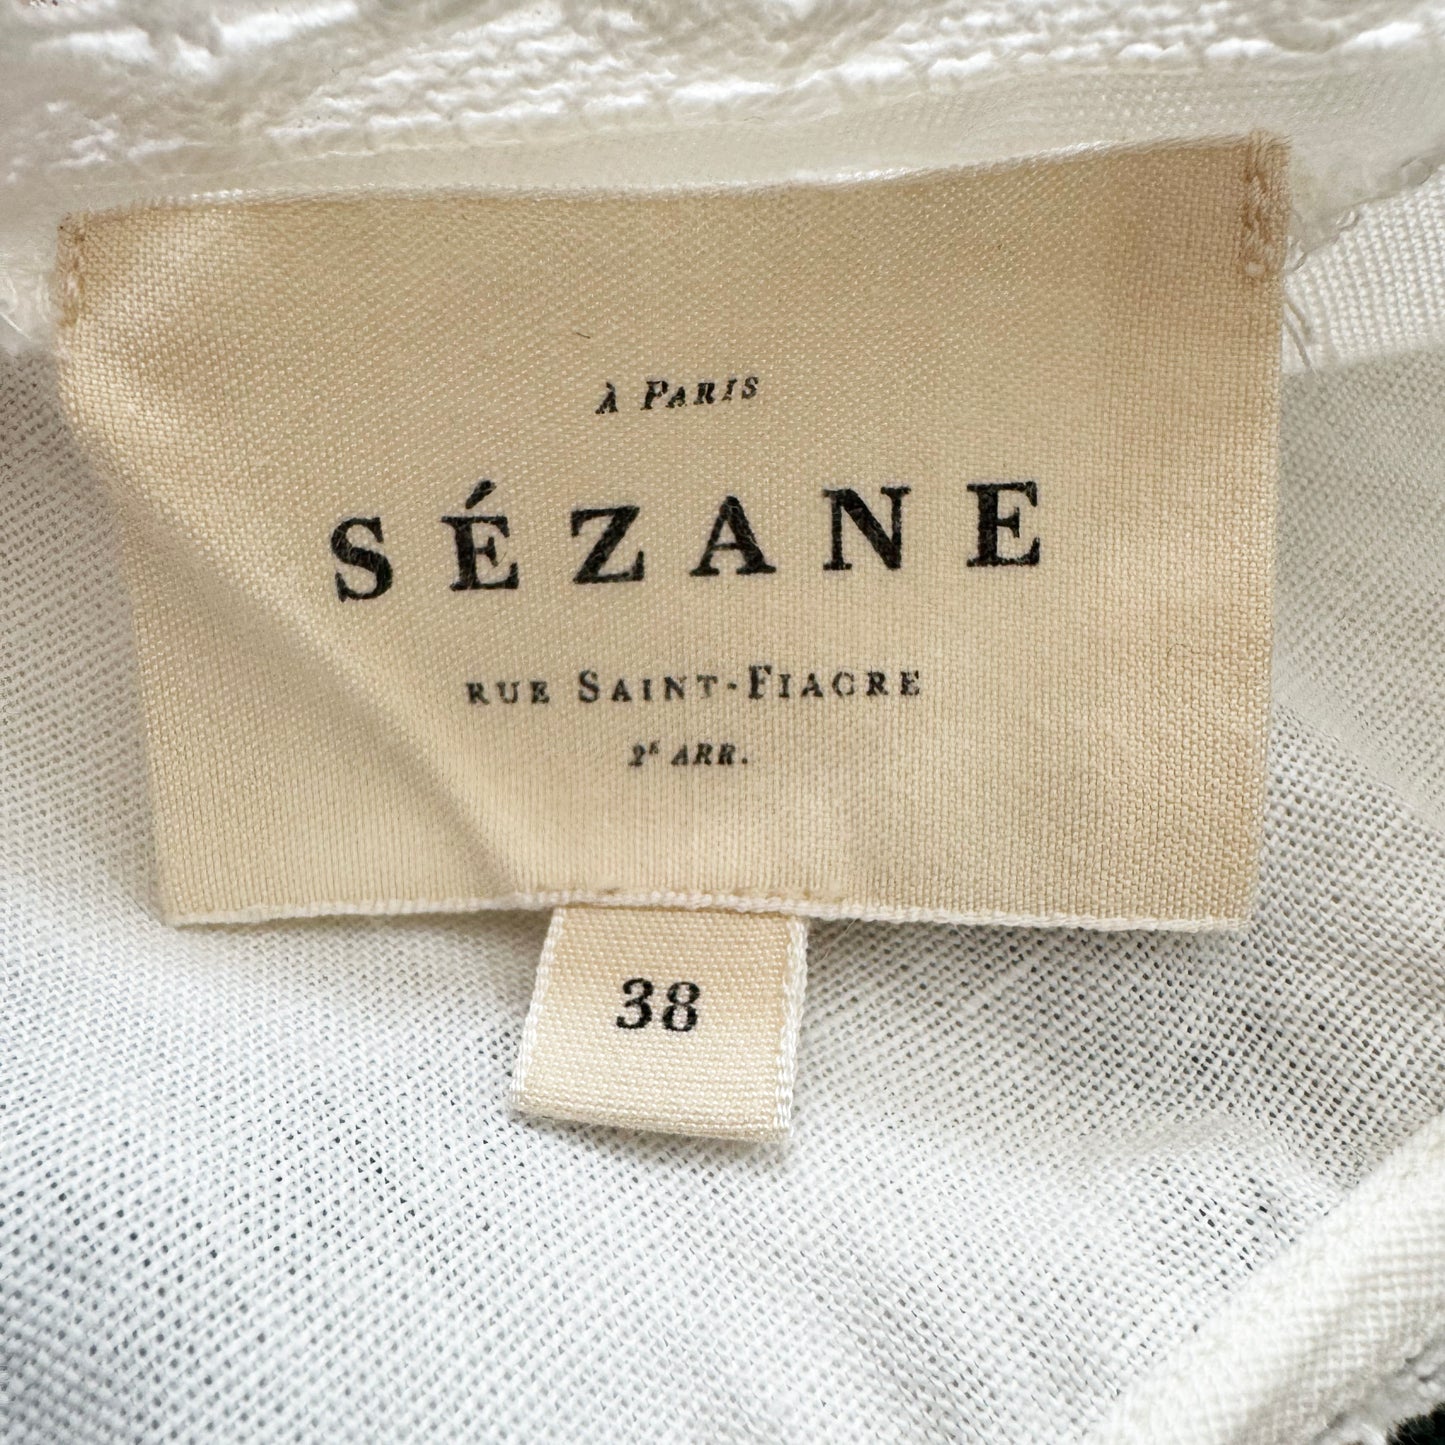 À PARIS
SÉZANE
RUE SAINT-FIACRE
2E ARR.
38